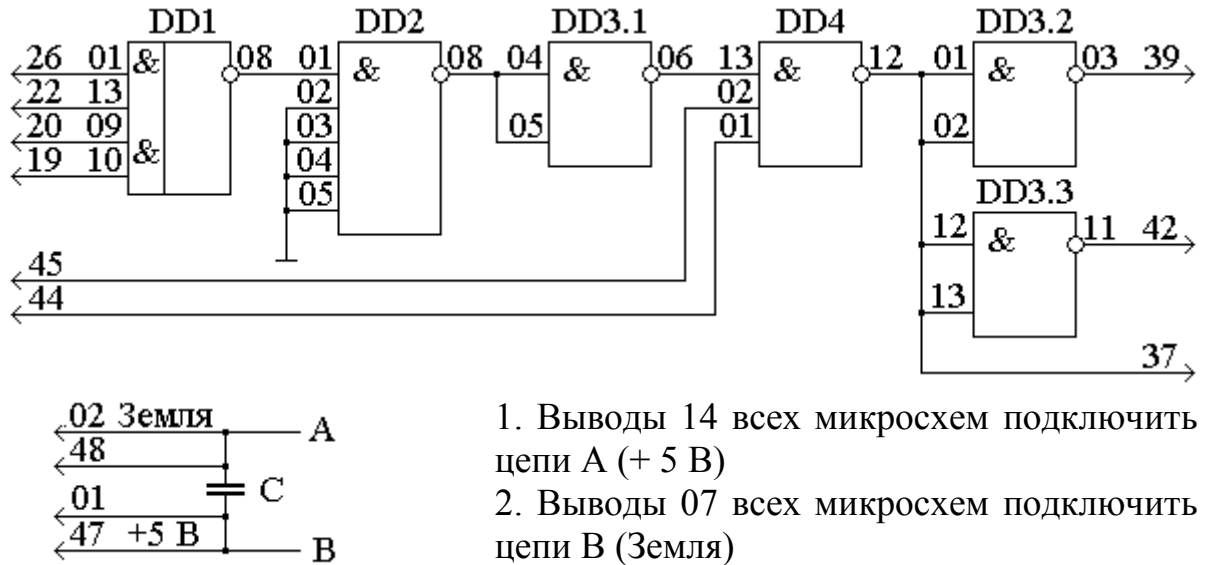 DD1 DD2 DD3.1 DD4 DD3.2
26 01 & 08 01 & 08 04 & 06 13 & 12 01 & 03 39
22 13 02 02
20 09 03 05 01 02
19 10 & 04
05 DD3.3
12 & 11 42
45
44 13
37
02 Земля A
48
C
01
47 +5 В B
1. Выводы 14 всех микросхем подключить
цепи А (+ 5 В)
2. Выводы 07 всех микросхем подключить
цепи В (Земля)